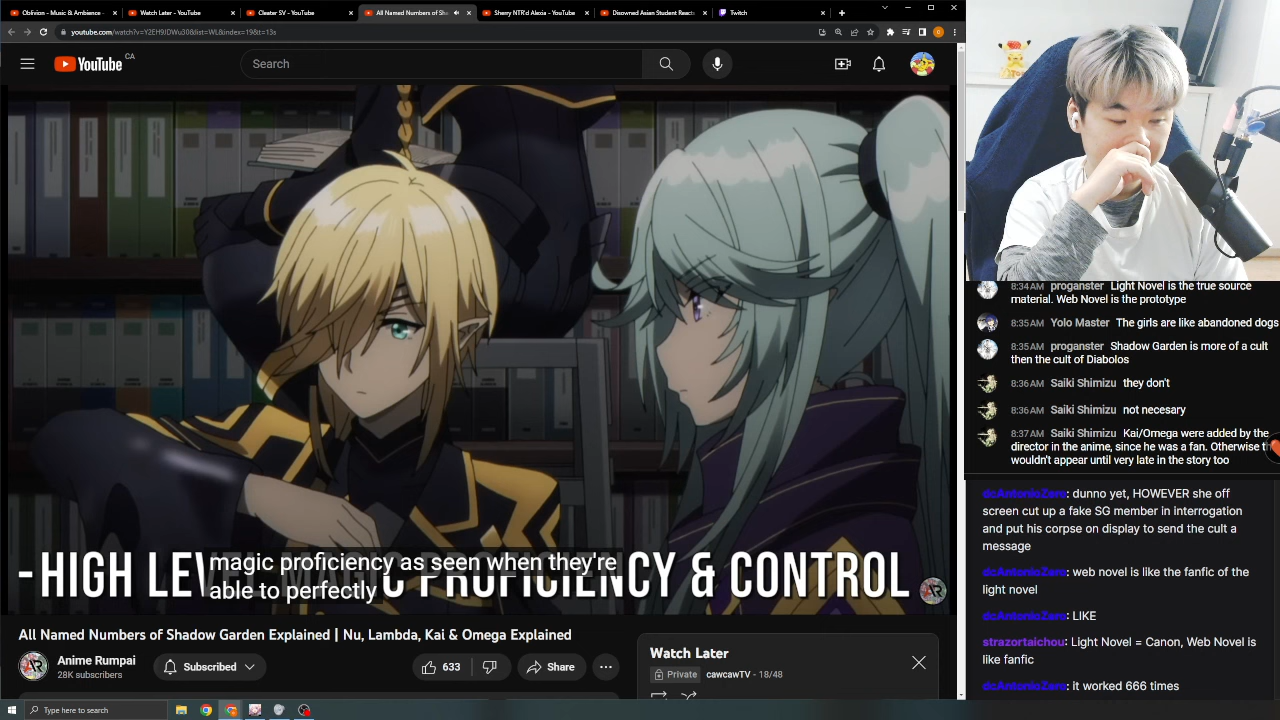 Oblivion - Music & Ambience
Watch Later - YouTube
Cleater SV - YouTube
All Named Numbers of Sha
Sherry NTR'd Alexia - YouTube
Disowned Asian Student Reacts
Twitch
youtube.com/watch?v=Y2EH9IDWu30&list=WL&index=19&t=13s
YouTube CA
Search
-HIGH LEVEL MAGIC PROFICIENCY & CONTROL
magic proficiency as seen when they're
able to perfectly
AR
All Named Numbers of Shadow Garden Explained | Nu, Lambda, Kai & Omega Explained
Anime Rumpai
28K subscribers
Subscribed
633
Share
Watch Later
Private cawcawTV - 18/48
8:34 AM proganster Light Novel is the true source
material. Web Novel is the prototype
8:35 AM Yolo Master The girls are like abandoned dogs
8:35 AM proganster Shadow Garden is more of a cult
then the cult of Diabolos
8:36 AM Saiki Shimizu they don't
8:36 AM Saiki Shimizu not necesary
8:37 AM Saiki Shimizu Kai/Omega were added by the
director in the anime, since he was a fan. Otherwise
wouldn't appear until very late in the story too
dcAntonioZero: dunno yet, HOWEVER she off
screen cut up a fake SG member in interrogation
and put his corpse on display to send the cult a
message
dcAntonioZero: web novel is like the fanfic of the
light novel
dcAntonioZero: LIKE
strazortaichou: Light Novel = Canon, Web Novel is
like fanfic
dcAntonioZero: it worked 666 times
Type here to search